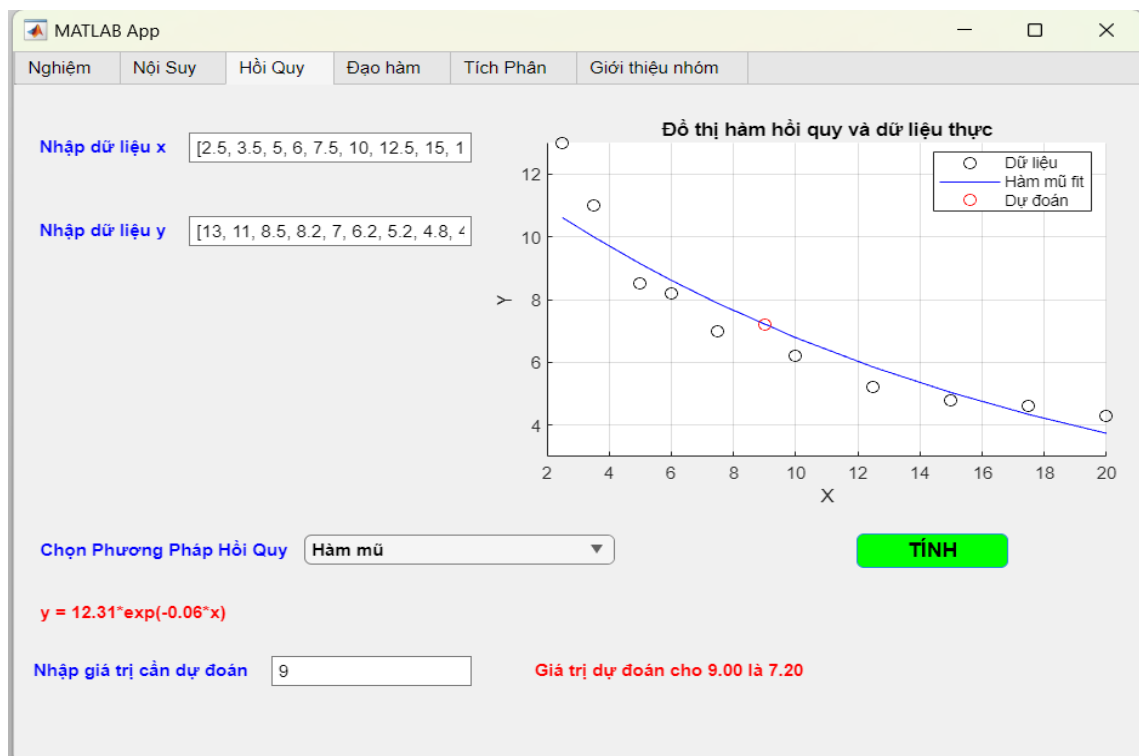 MATLAB App
Nghiệm Nội Suy Hồi Quy Đạo hàm Tích Phân Giới thiệu nhóm
Nhập dữ liệu x [2.5, 3.5, 5, 6, 7.5, 10, 12.5, 15, 1
Nhập dữ liệu y [13, 11, 8.5, 8.2, 7, 6.2, 5.2, 4.8, 4
Đồ thị hàm hồi quy và dữ liệu thực
Dữ liệu
Hàm mũ fit
Dự đoán
12
10
8
6
4
Y
2 4 6 8 10 12 14 16 18 20
X
Chọn Phương Pháp Hồi Quy Hàm mũ TÍNH
y = 12.31*exp(-0.06*x)
Nhập giá trị cần dự đoán 9 Giá trị dự đoán cho 9.00 là 7.20